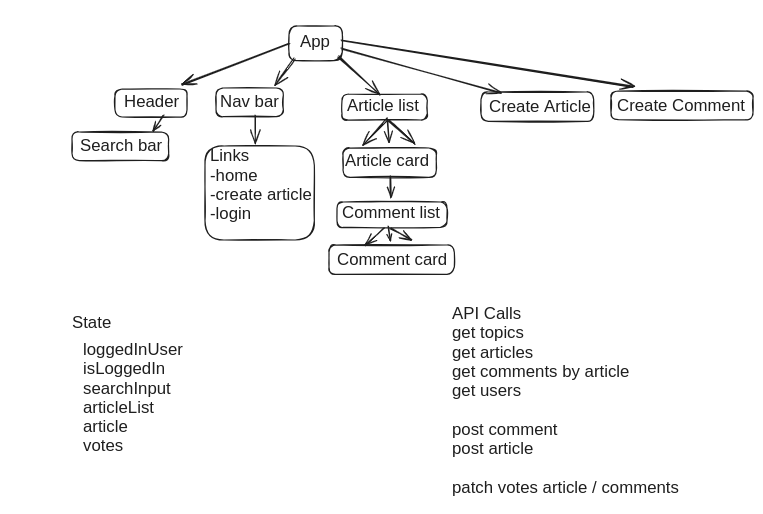 App
Header
Nav bar
Article list
Create Article
Create Comment
Search bar
Links
-home
-create article
-login
Article card
Comment list
Comment card
State
loggedInUser
isLoggedIn
searchInput
articleList
article
votes
API Calls
get topics
get articles
get comments by article
get users
post comment
post article
patch votes article / comments